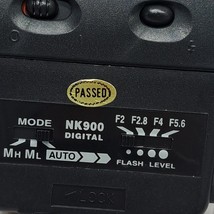 PASSED
MODE NK900 F2 F2.8 F4 F5.6
DIGITAL
MH ML AUTO FLASH LEVEL